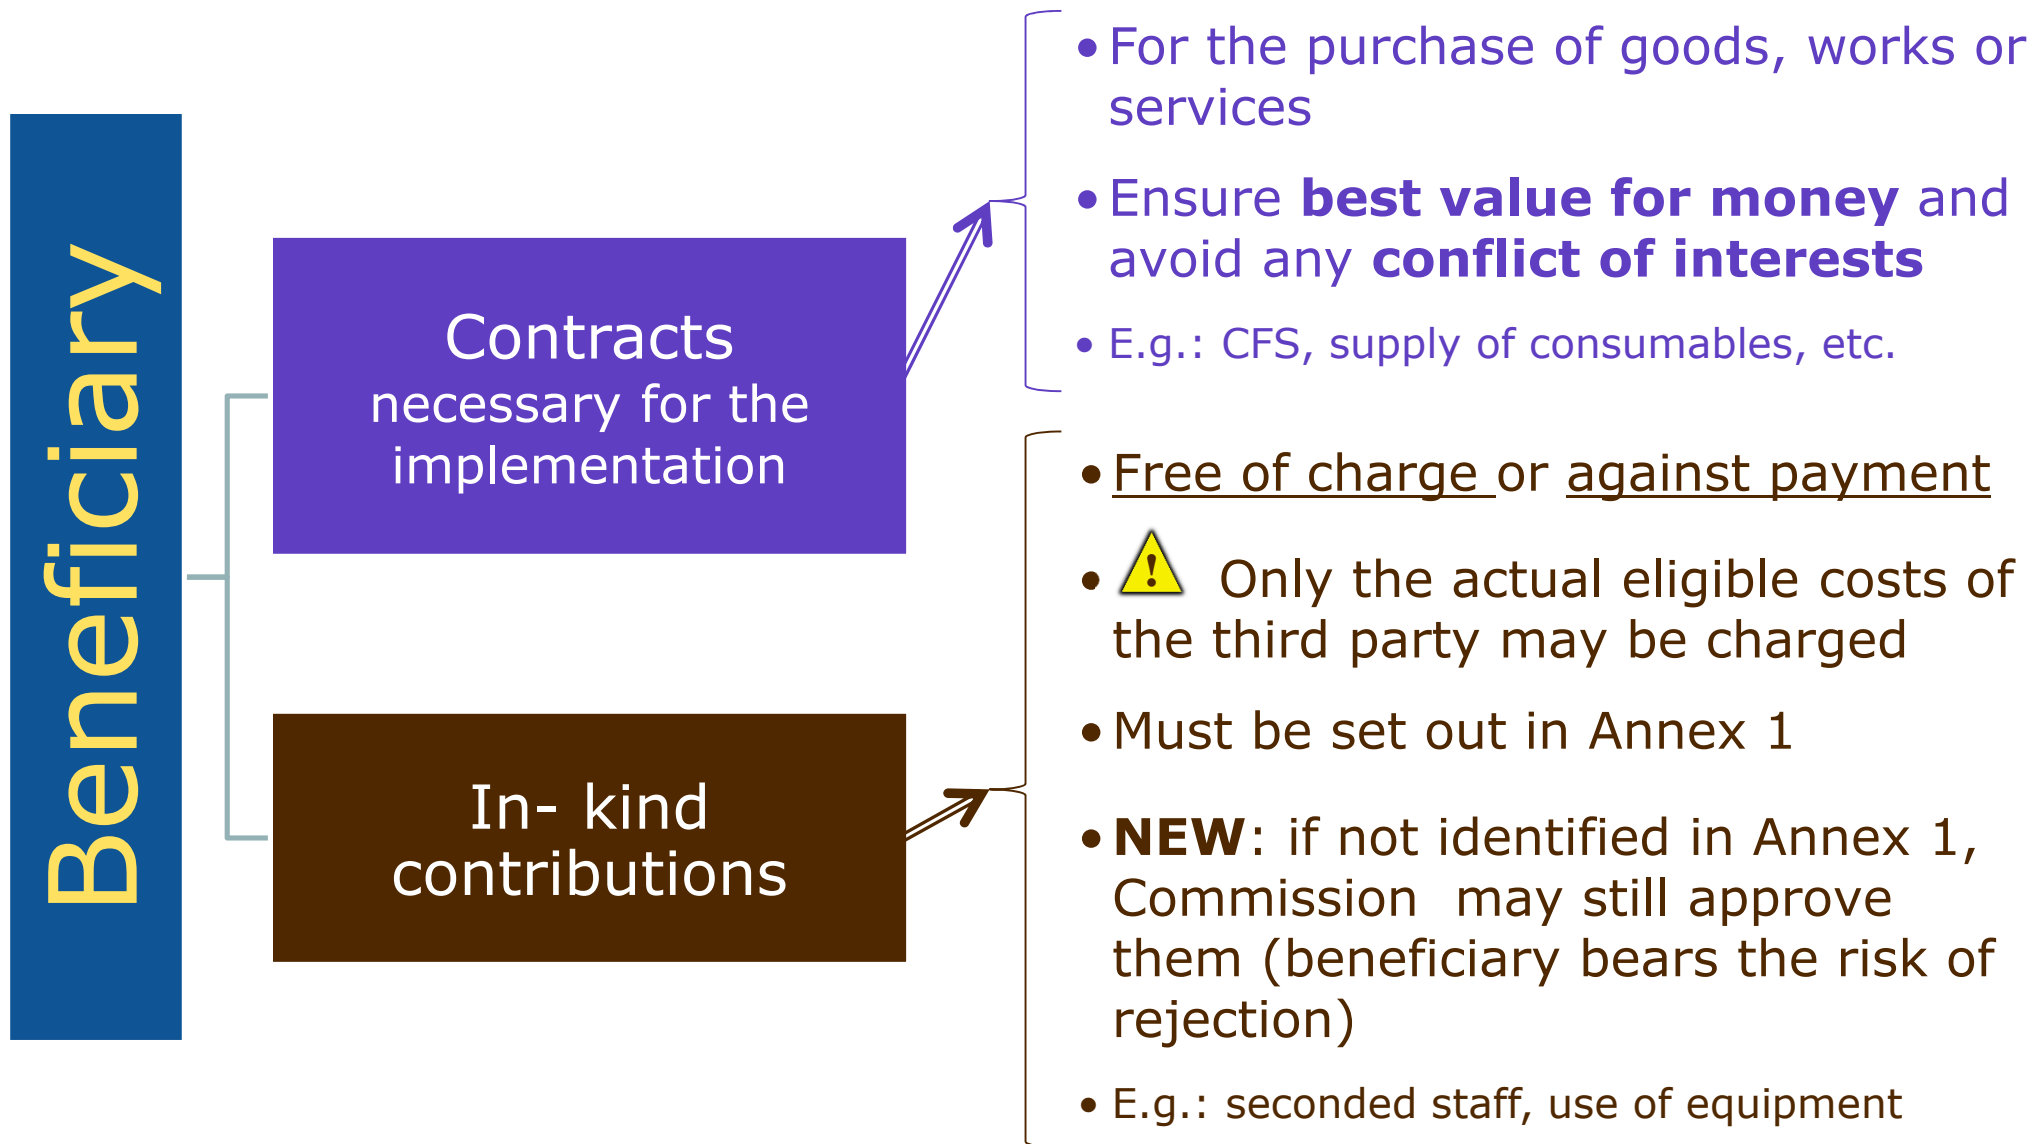 Beneficiary
Contracts
necessary for the
implementation
• For the purchase of goods, works or
services
• Ensure best value for money and
avoid any conflict of interests
• E.g.: CFS, supply of consumables, etc.
In- kind
contributions
• Free of charge or against payment
• ! Only the actual eligible costs of
the third party may be charged
• Must be set out in Annex 1
• NEW: if not identified in Annex 1,
Commission may still approve
them (beneficiary bears the risk of
rejection)
• E.g.: seconded staff, use of equipment